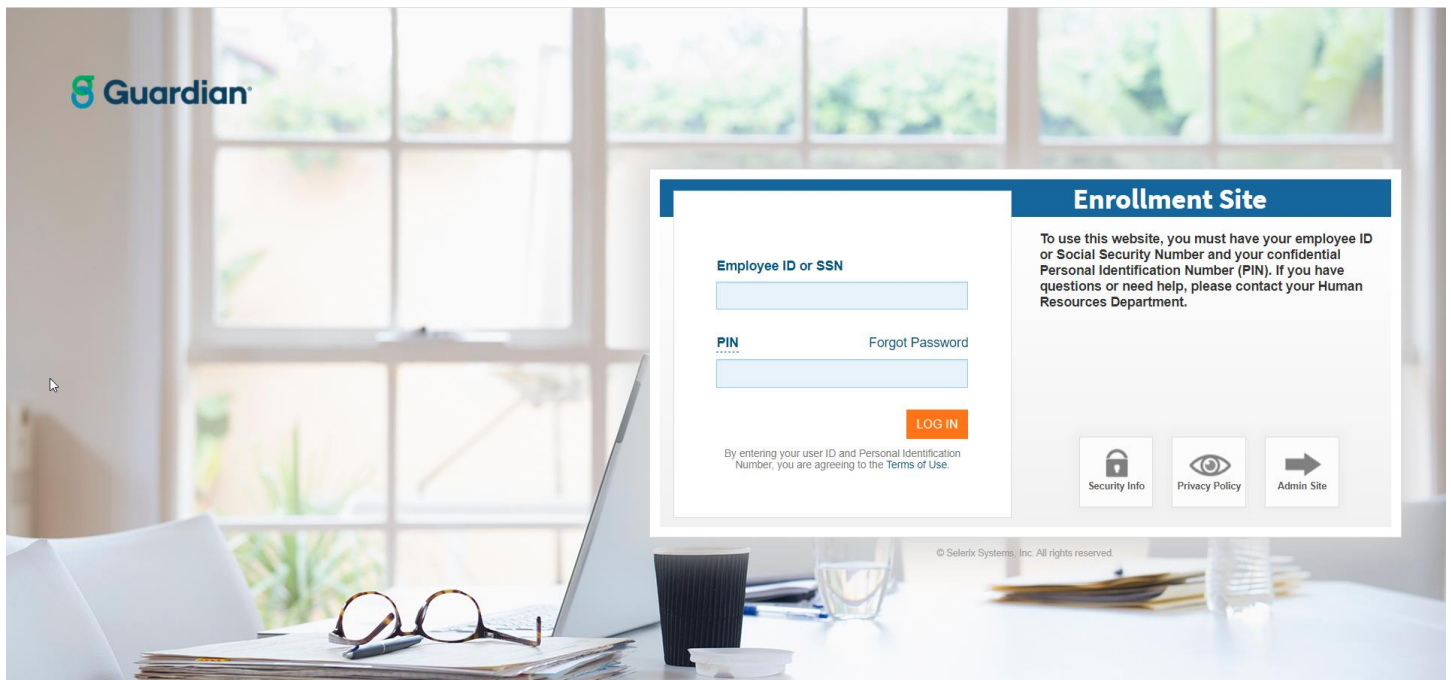 Guardian
Enrollment Site
Employee ID or SSN
PIN
Forgot Password
LOG IN
By entering your user ID and Personal Identification
Number, you are agreeing to the Terms of Use.
To use this website, you must have your employee ID
or Social Security Number and your confidential
Personal Identification Number (PIN). If you have
questions or need help, please contact your Human
Resources Department.
Security Info
Privacy Policy
Admin Site
© Selerix Systems, Inc. All rights reserved.